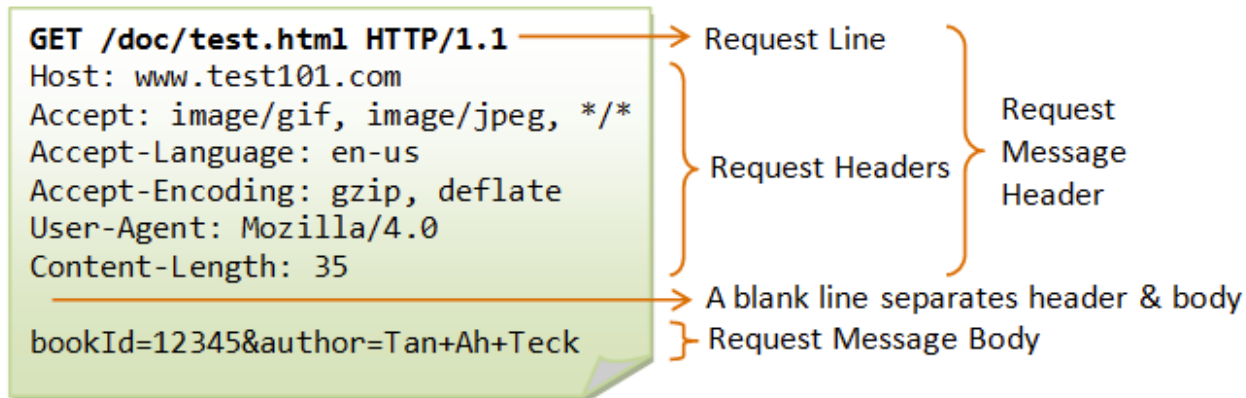 GET /doc/test.html HTTP/1.1
Host: www.test101.com
Accept: image/gif, image/jpeg, */*
Accept-Language: en-us
Accept-Encoding: gzip, deflate
User-Agent: Mozilla/4.0
Content-Length: 35
bookId=12345&author=Tan+Ah+Teck
Request Line
Request Headers
Request
Message
Header
A blank line separates header & body
Request Message Body